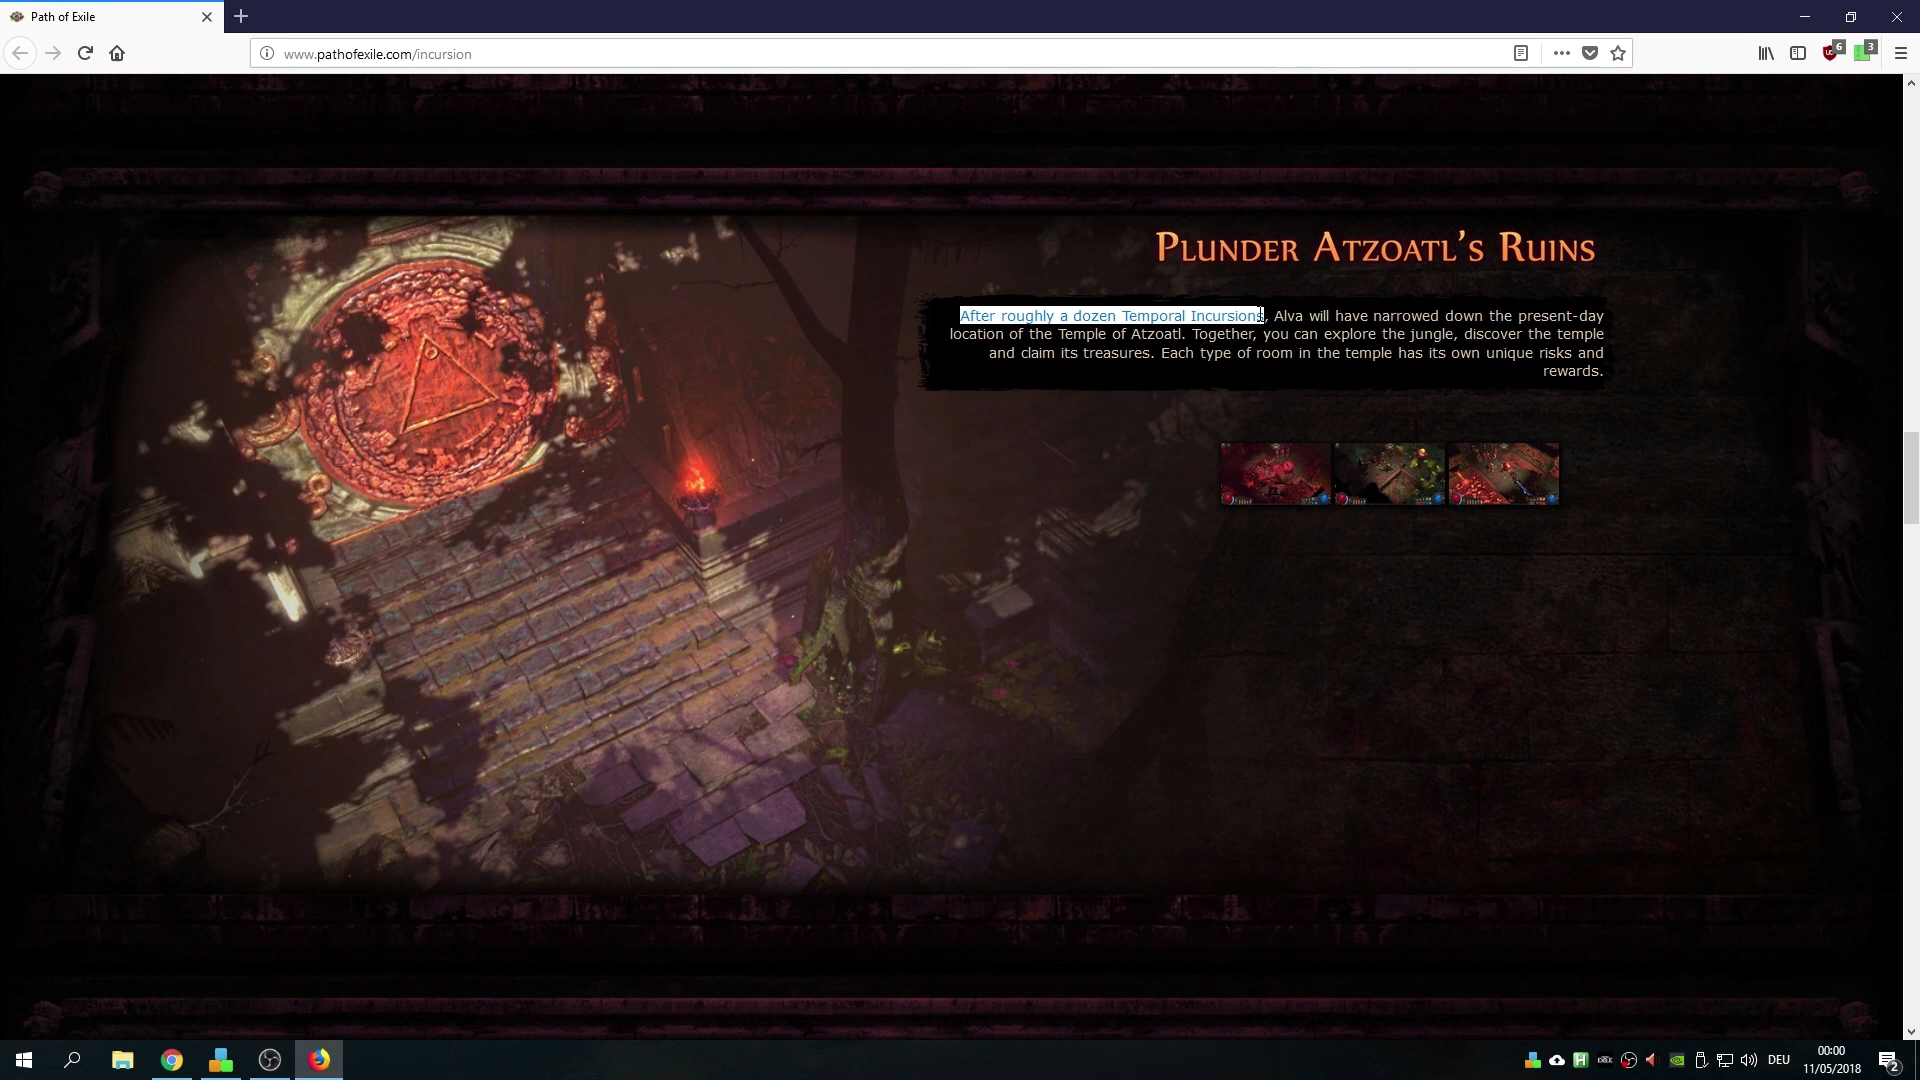 Path of Exile
www.pathofexile.com/incursion
6
3
Plunder Atzoatl's Ruins
After roughly a dozen Temporal Incursions, Alva will have narrowed down the present-day
location of the Temple of Atzoatl. Together, you can explore the jungle, discover the temple
and claim its treasures. Each type of room in the temple has its own unique risks and
rewards.
DEU
00:00
11/05/2018
2